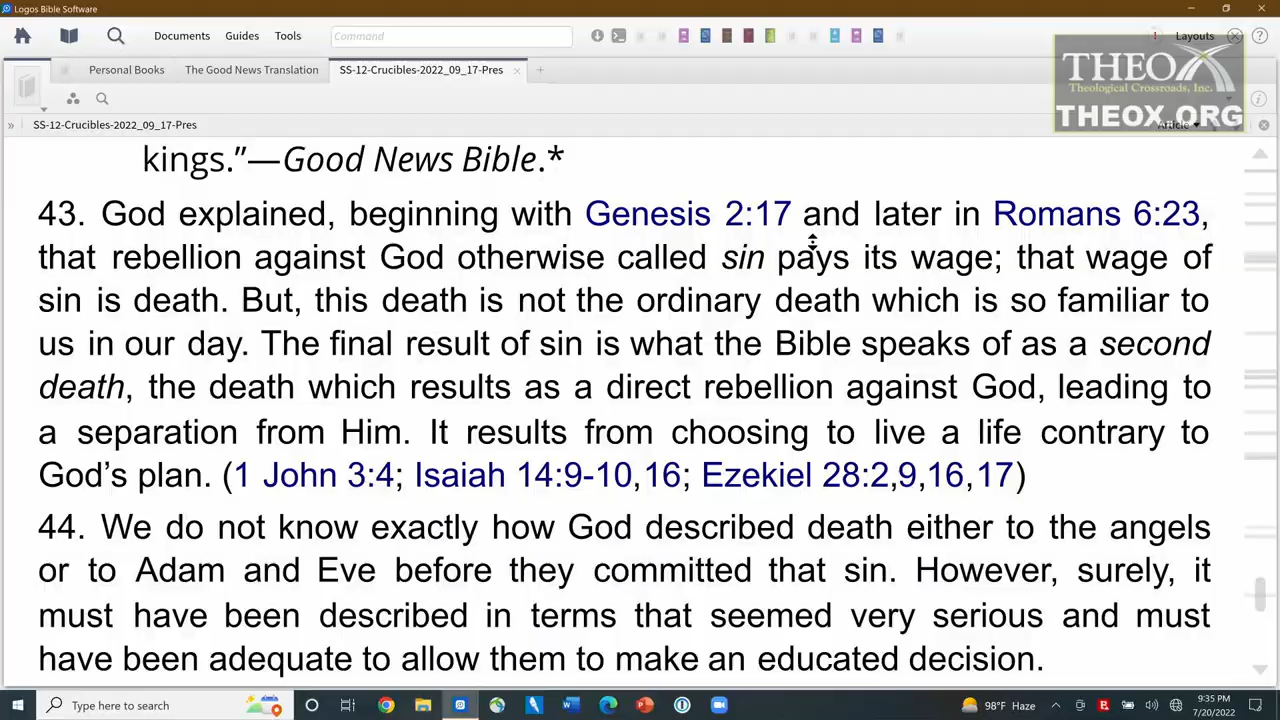 Logos Bible Software
Documents Guides Tools Command Layouts
THEOX
Theological Crossroads, Inc.
THEOX.ORG
Personal Books The Good News Translation SS-12-Crucibles-2022_09_17-Pres
SS-12-Crucibles-2022_09_17-Pres Article
kings.”—Good News Bible.*
43. God explained, beginning with Genesis 2:17 and later in Romans 6:23,
that rebellion against God otherwise called sin pays its wage; that wage of
sin is death. But, this death is not the ordinary death which is so familiar to
us in our day. The final result of sin is what the Bible speaks of as a second
death, the death which results as a direct rebellion against God, leading to
a separation from Him. It results from choosing to live a life contrary to
God’s plan. (1 John 3:4; Isaiah 14:9-10,16; Ezekiel 28:2,9,16,17)
44. We do not know exactly how God described death either to the angels
or to Adam and Eve before they committed that sin. However, surely, it
must have been described in terms that seemed very serious and must
have been adequate to allow them to make an educated decision.
Type here to search
98°F Haze
9:35 PM
7/20/2022